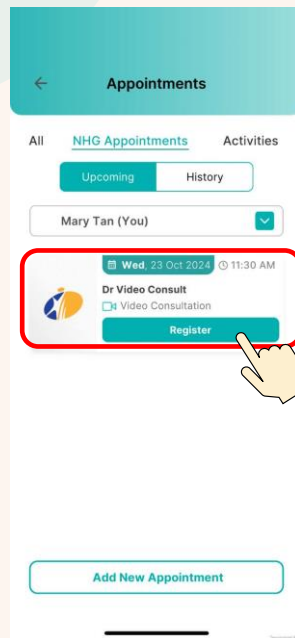 Appointments
All NHG Appointments Activities
Upcoming History
Mary Tan (You)
Wed, 23 Oct 2024 11:30 AM
Dr Video Consult
Video Consultation
Register
Add New Appointment